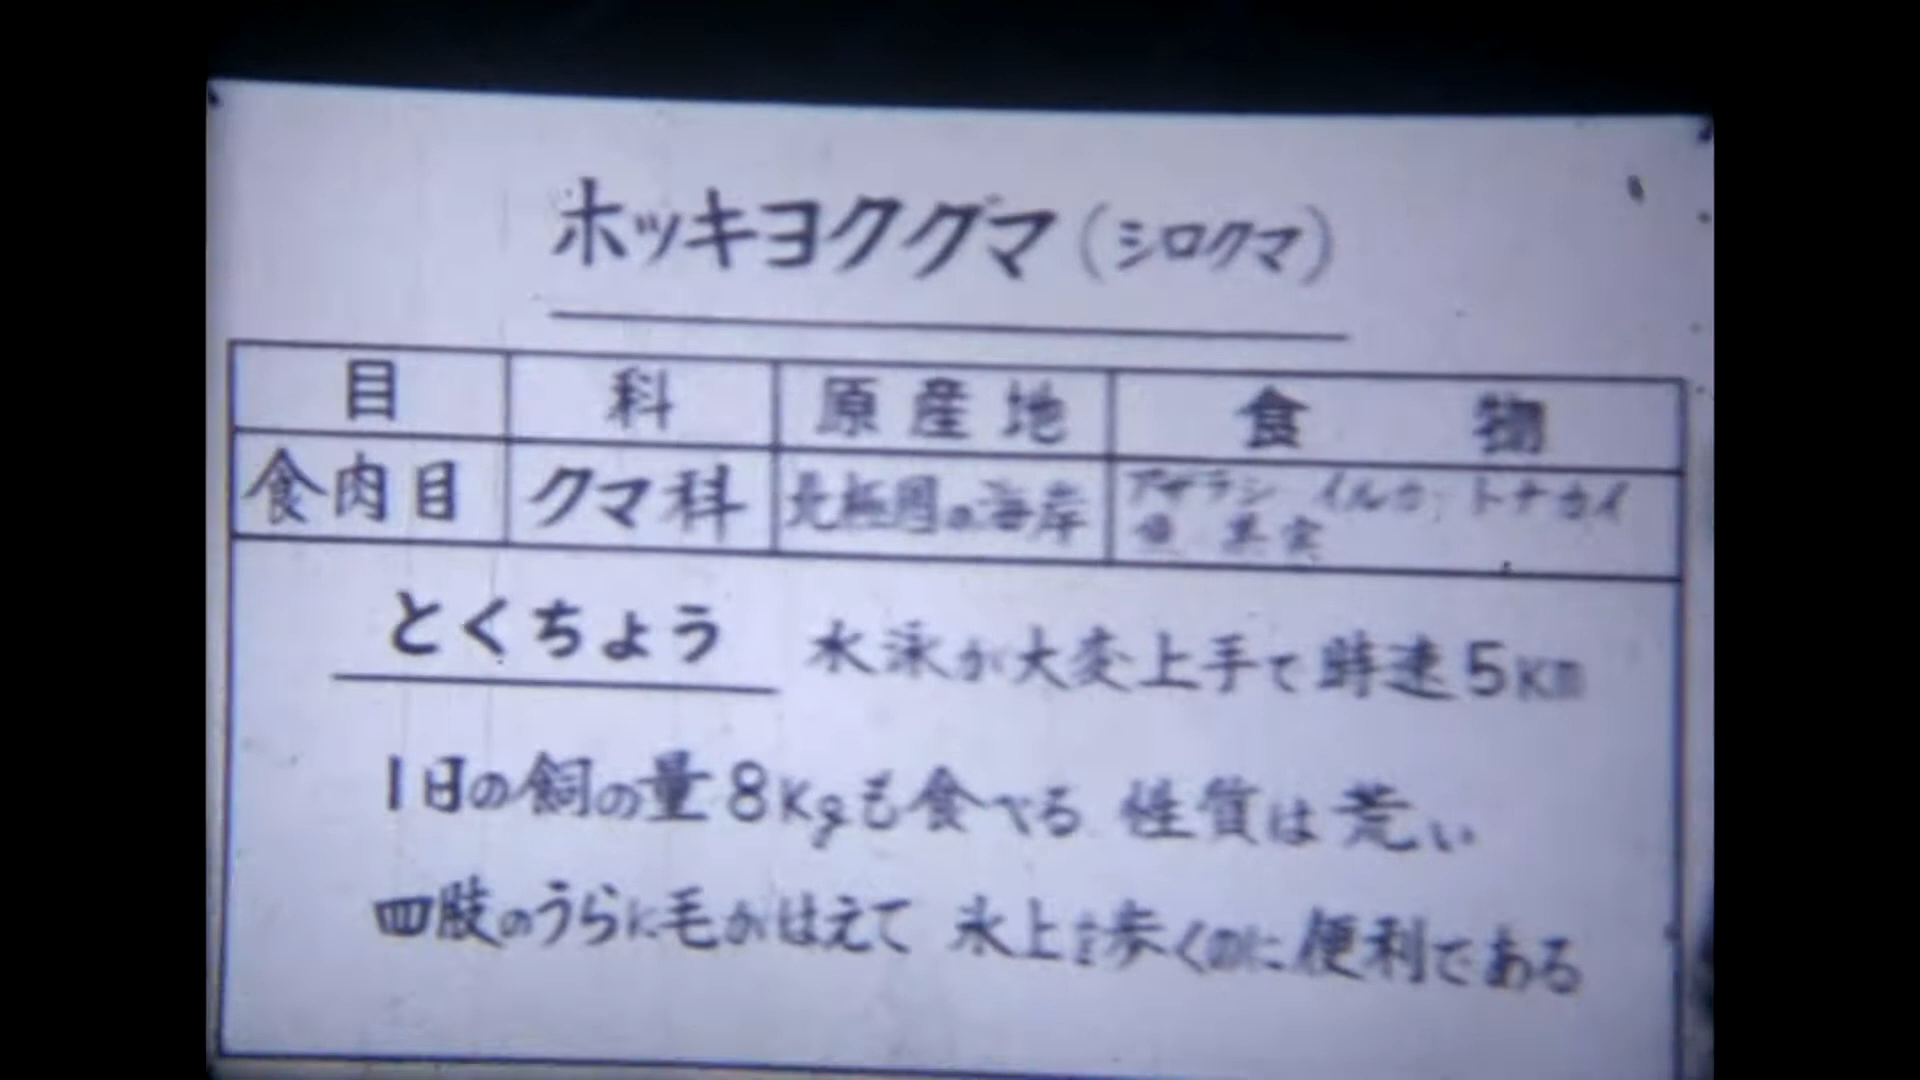 ホッキヨクグマ(シロクマ)
目 科 原産地 食物
食肉目 クマ科 北極圏の海岸 アザラシ イルカ トナカイ
魚 果実
とくちょう 水泳が大変上手で時速5Km
1日の飼の量8Kgも食べる 性質は荒い
四肢のうらに毛がはえて 氷上を歩くのに便利である